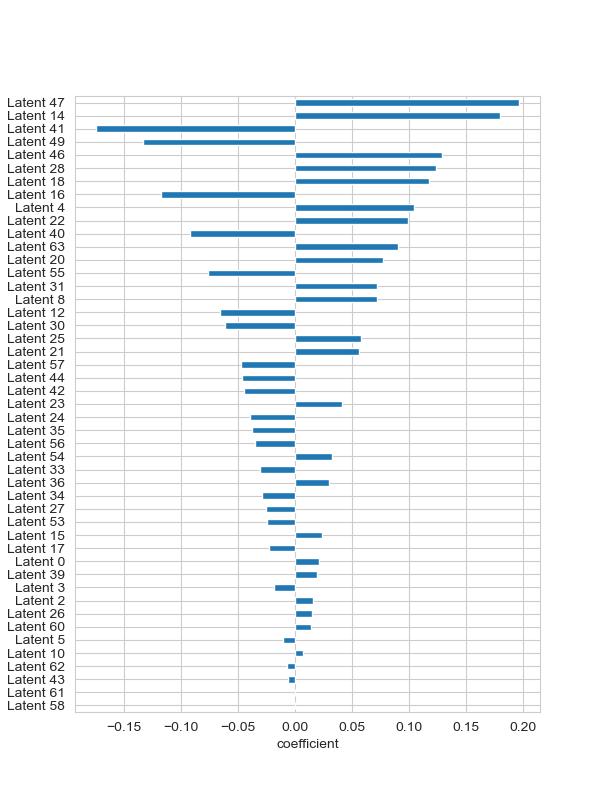 Latent 47
Latent 14
Latent 41
Latent 49
Latent 46
Latent 28
Latent 18
Latent 16
Latent 4
Latent 22
Latent 40
Latent 63
Latent 20
Latent 55
Latent 31
Latent 8
Latent 12
Latent 30
Latent 25
Latent 21
Latent 57
Latent 44
Latent 42
Latent 23
Latent 24
Latent 35
Latent 56
Latent 54
Latent 33
Latent 36
Latent 34
Latent 27
Latent 53
Latent 15
Latent 17
Latent 0
Latent 39
Latent 3
Latent 2
Latent 26
Latent 60
Latent 5
Latent 10
Latent 62
Latent 43
Latent 61
Latent 58
−0.15 −0.10 −0.05 0.00 0.05 0.10 0.15 0.20
coefficient